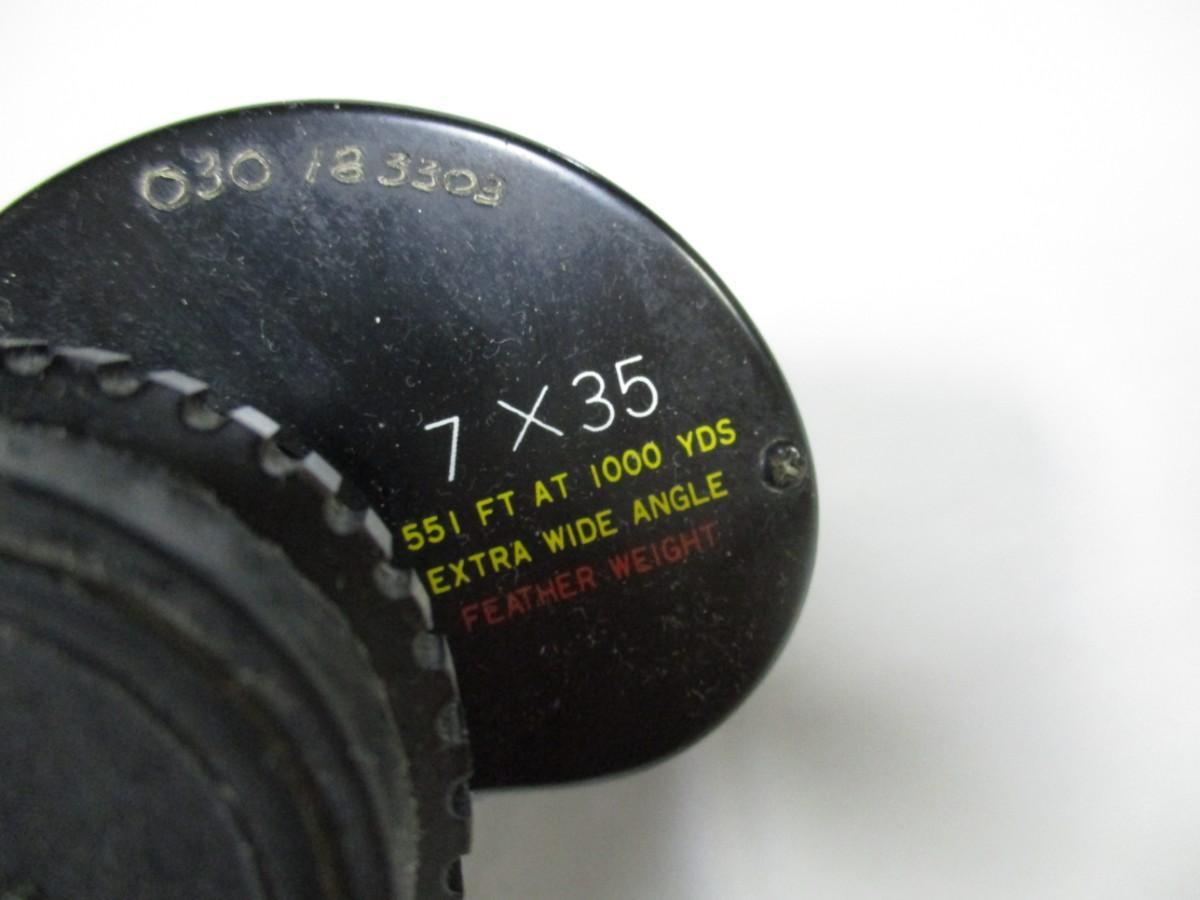 030 183303
7 X 35
551 FT AT 1000 YDS
EXTRA WIDE ANGLE
FEATHER WEIGHT